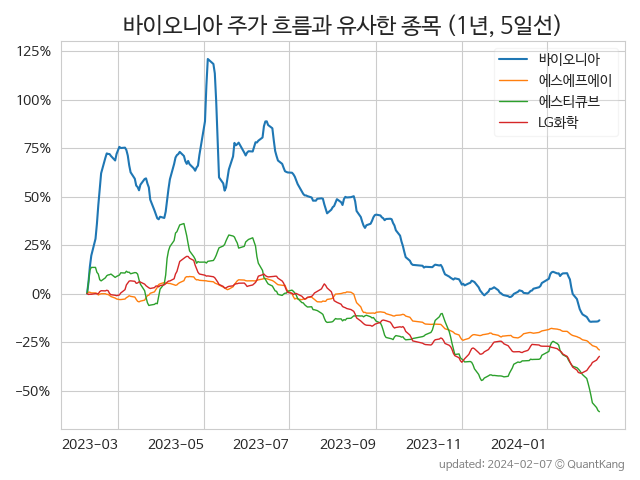 바이오니아 주가 흐름과 유사한 종목 (1년, 5일선)
125%
100%
75%
50%
25%
0%
−25%
−50%
바이오니아
에스에프에이
에스티큐브
LG화학
2023-03 2023-05 2023-07 2023-09 2023-11 2024-01
updated: 2024-02-07 © QuantKang